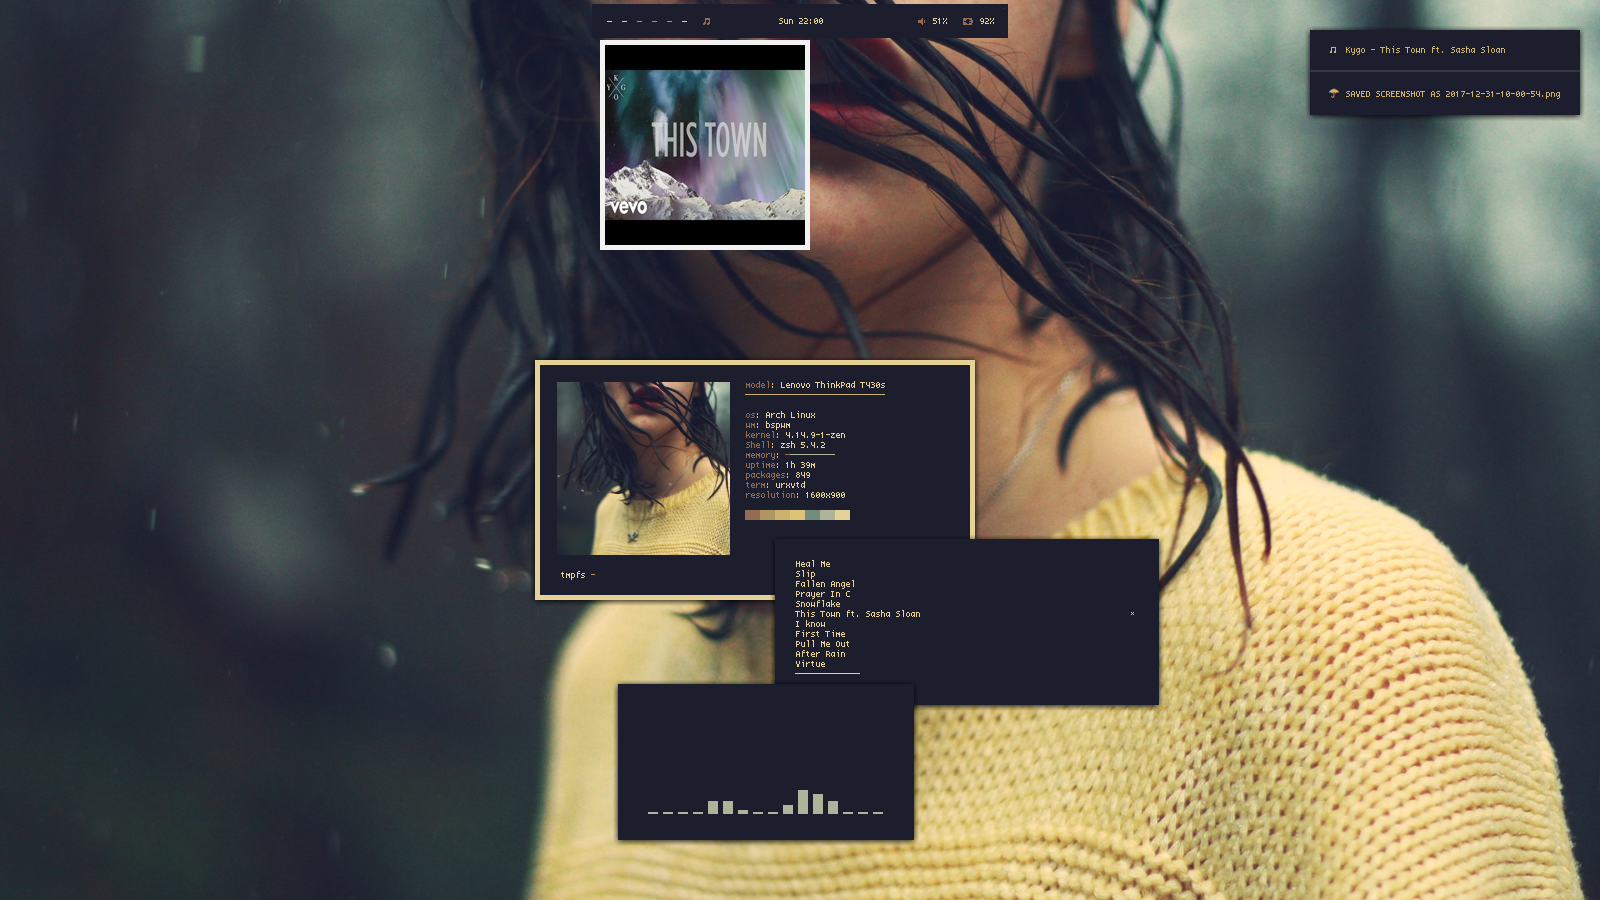 Sun 22:00
51%
92%
Kygo - This Town ft. Sasha Sloan
SAVED SCREENSHOT AS 2017-12-31-10-00-54.png
K
Y G
O
THIS TOWN
vevo
model: Lenovo ThinkPad T430s
os: Arch Linux
wm: bspwm
kernel: 4.14.9-1-zen
Shell: zsh 5.4.2
memory:
uptime: 1h 39m
packages: 849
term: urxvtd
resolution: 1600x900
tmpfs ~
Heal Me
Slip
Fallen Angel
Prayer In C
Snowflake
This Town ft. Sasha Sloan
I know
First Time
Pull Me Out
After Rain
Virtue